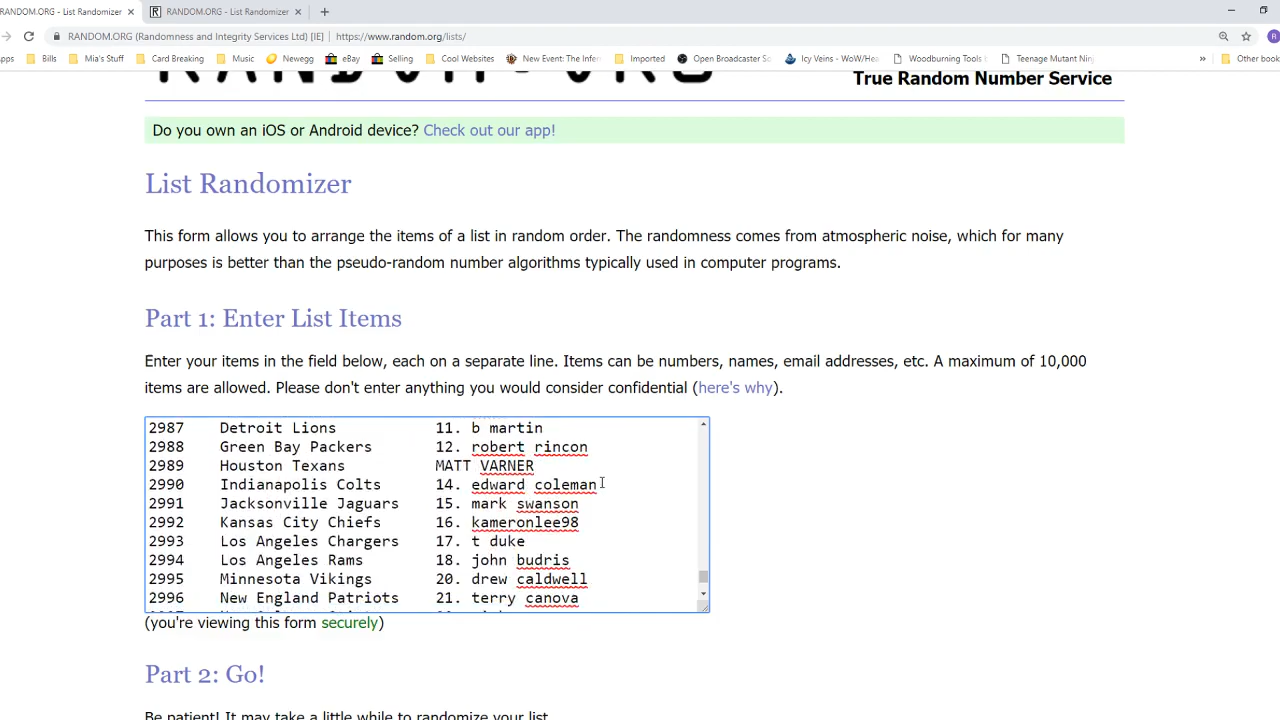 RANDOM.ORG - List Randomizer
RANDOM.ORG - List Randomizer
RANDOM.ORG (Randomness and Integrity Services Ltd) [IE] https://www.random.org/lists/
Bills Mia's Stuff Card Breaking Music Newegg eBay Selling Cool Websites New Event: The Infer Imported Open Broadcaster So Icy Veins - WoW/Hea Woodburning Tools Teenage Mutant Ninj » Other book
RANDOM.ORG
True Random Number Service
Do you own an iOS or Android device? Check out our app!
List Randomizer
This form allows you to arrange the items of a list in random order. The randomness comes from atmospheric noise, which for many
purposes is better than the pseudo-random number algorithms typically used in computer programs.
Part 1: Enter List Items
Enter your items in the field below, each on a separate line. Items can be numbers, names, email addresses, etc. A maximum of 10,000
items are allowed. Please don't enter anything you would consider confidential (here's why).
2987 Detroit Lions 11. b martin
2988 Green Bay Packers 12. robert rincon
2989 Houston Texans MATT VARNER
2990 Indianapolis Colts 14. edward coleman
2991 Jacksonville Jaguars 15. mark swanson
2992 Kansas City Chiefs 16. kameronlee98
2993 Los Angeles Chargers 17. t duke
2994 Los Angeles Rams 18. john budris
2995 Minnesota Vikings 20. drew caldwell
2996 New England Patriots 21. terry canova
(you're viewing this form securely)
Part 2: Go!
Be patient! It may take a little while to randomize your list